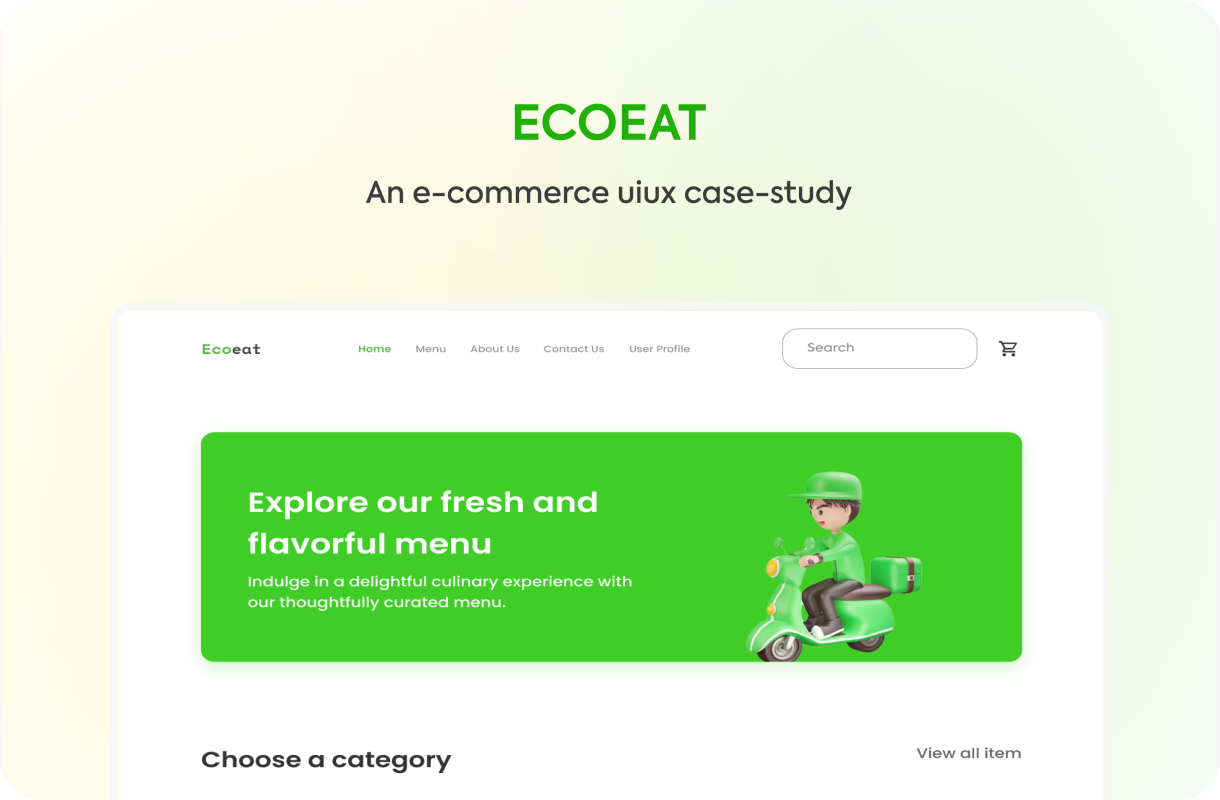 ECOEAT
An e-commerce uiux case-study
Ecoeat
Home
Menu
About Us
Contact Us
User Profile
Search
Explore our fresh and
flavorful menu
Indulge in a delightful culinary experience with
our thoughtfully curated menu.
Choose a category
View all item